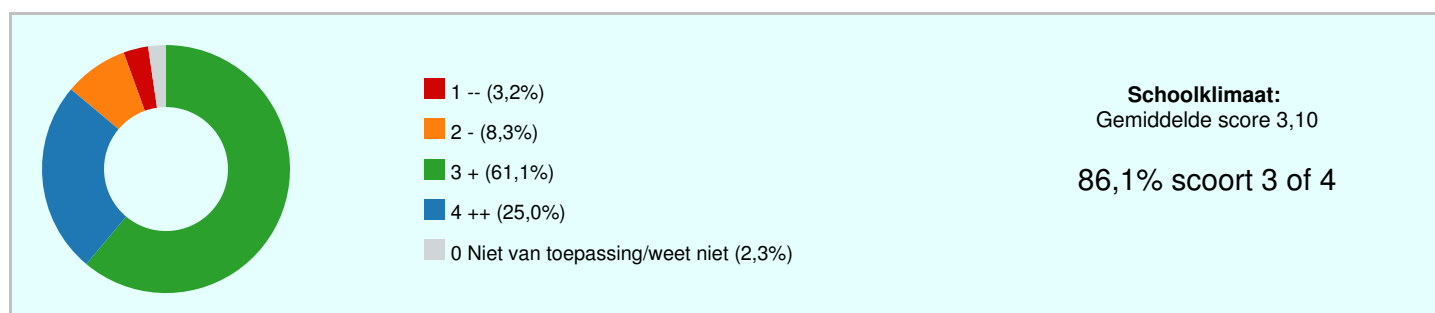 1 -- (3,2%)
2 - (8,3%)
3 + (61,1%)
4 ++ (25,0%)
0 Niet van toepassing/weet niet (2,3%)
Schoolklimaat:
Gemiddelde score 3,10
86,1% scoort 3 of 4